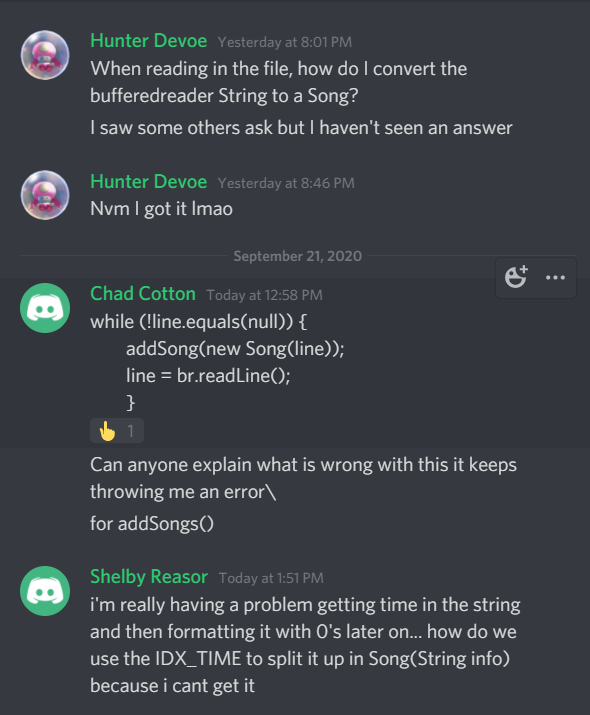 Hunter Devoe Yesterday at 8:01 PM
When reading in the file, how do I convert the
bufferedreader String to a Song?
I saw some others ask but I haven't seen an answer
Hunter Devoe Yesterday at 8:46 PM
Nvm I got it lmao
September 21, 2020
Chad Cotton Today at 12:58 PM
while (!line.equals(null)) {
addSong(new Song(line));
line = br.readLine();
}
1
Can anyone explain what is wrong with this it keeps
throwing me an error\
for addSongs()
Shelby Reasor Today at 1:51 PM
i'm really having a problem getting time in the string
and then formatting it with 0's later on... how do we
use the IDX_TIME to split it up in Song(String info)
because i cant get it